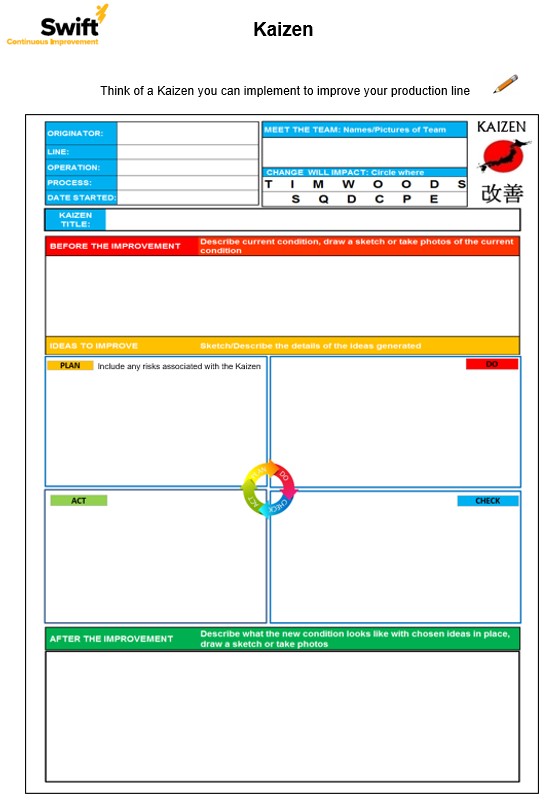 Swift
Continuous Improvement
Kaizen
Think of a Kaizen you can implement to improve your production line
ORIGINATOR:
LINE:
OPERATION:
PROCESS:
DATE STARTED:
MEET THE TEAM: Names/Pictures of Team
CHANGE WILL IMPACT: Circle where
T I M W O O D S
S Q D C P E
KAIZEN
改善
KAIZEN
TITLE:
BEFORE THE IMPROVEMENT
Describe current condition, draw a sketch or take photos of the current
condition
IDEAS TO IMPROVE
Sketch/Describe the details of the ideas generated
PLAN
Include any risks associated with the Kaizen
DO
PLAN
DO
CHECK
ACT
ACT
CHECK
AFTER THE IMPROVEMENT
Describe what the new condition looks like with chosen ideas in place,
draw a sketch or take photos